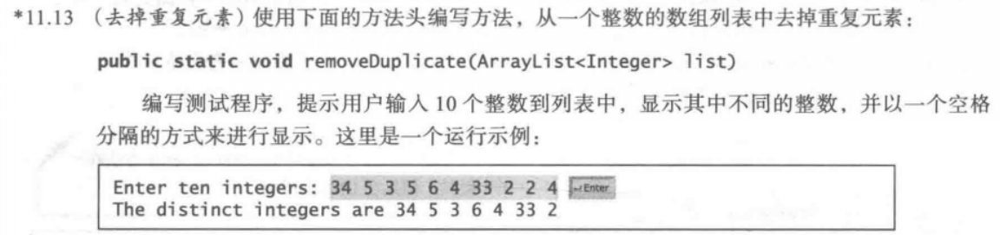 *11.13 （去掉重复元素）使用下面的方法头编写方法，从一个整数的数组列表中去掉重复元素：
public static void removeDuplicate(ArrayList<Integer> list)
编写测试程序，提示用户输入 10 个整数到列表中，显示其中不同的整数，并以一个空格
分隔的方式来进行显示。这里是一个运行示例：
Enter ten integers: 34 5 3 5 6 4 33 2 2 4 ↵Enter
The distinct integers are 34 5 3 6 4 33 2